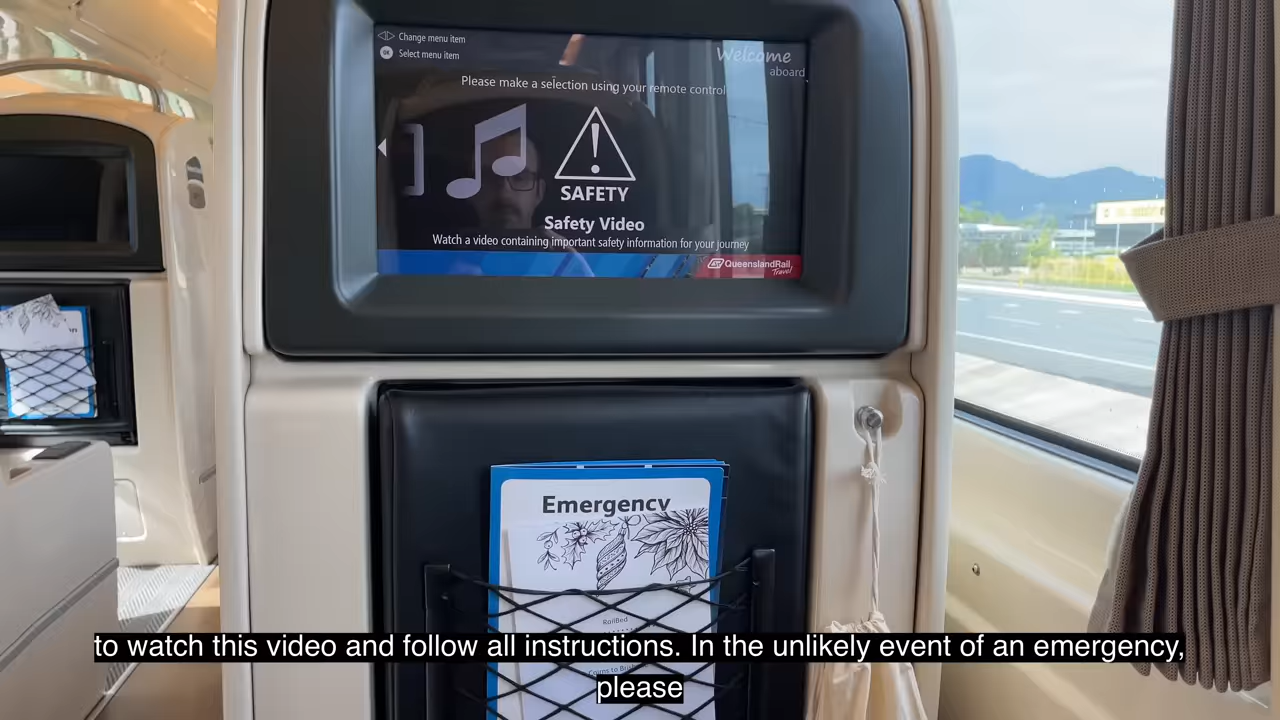 Change menu item
OK Select menu item
Welcome
aboard
Please make a selection using your remote control
SAFETY
Safety Video
Watch a video containing important safety information for your journey
QueenslandRail
Travel
Emergency
RailBed
to watch this video and follow all instructions. In the unlikely event of an emergency,
please